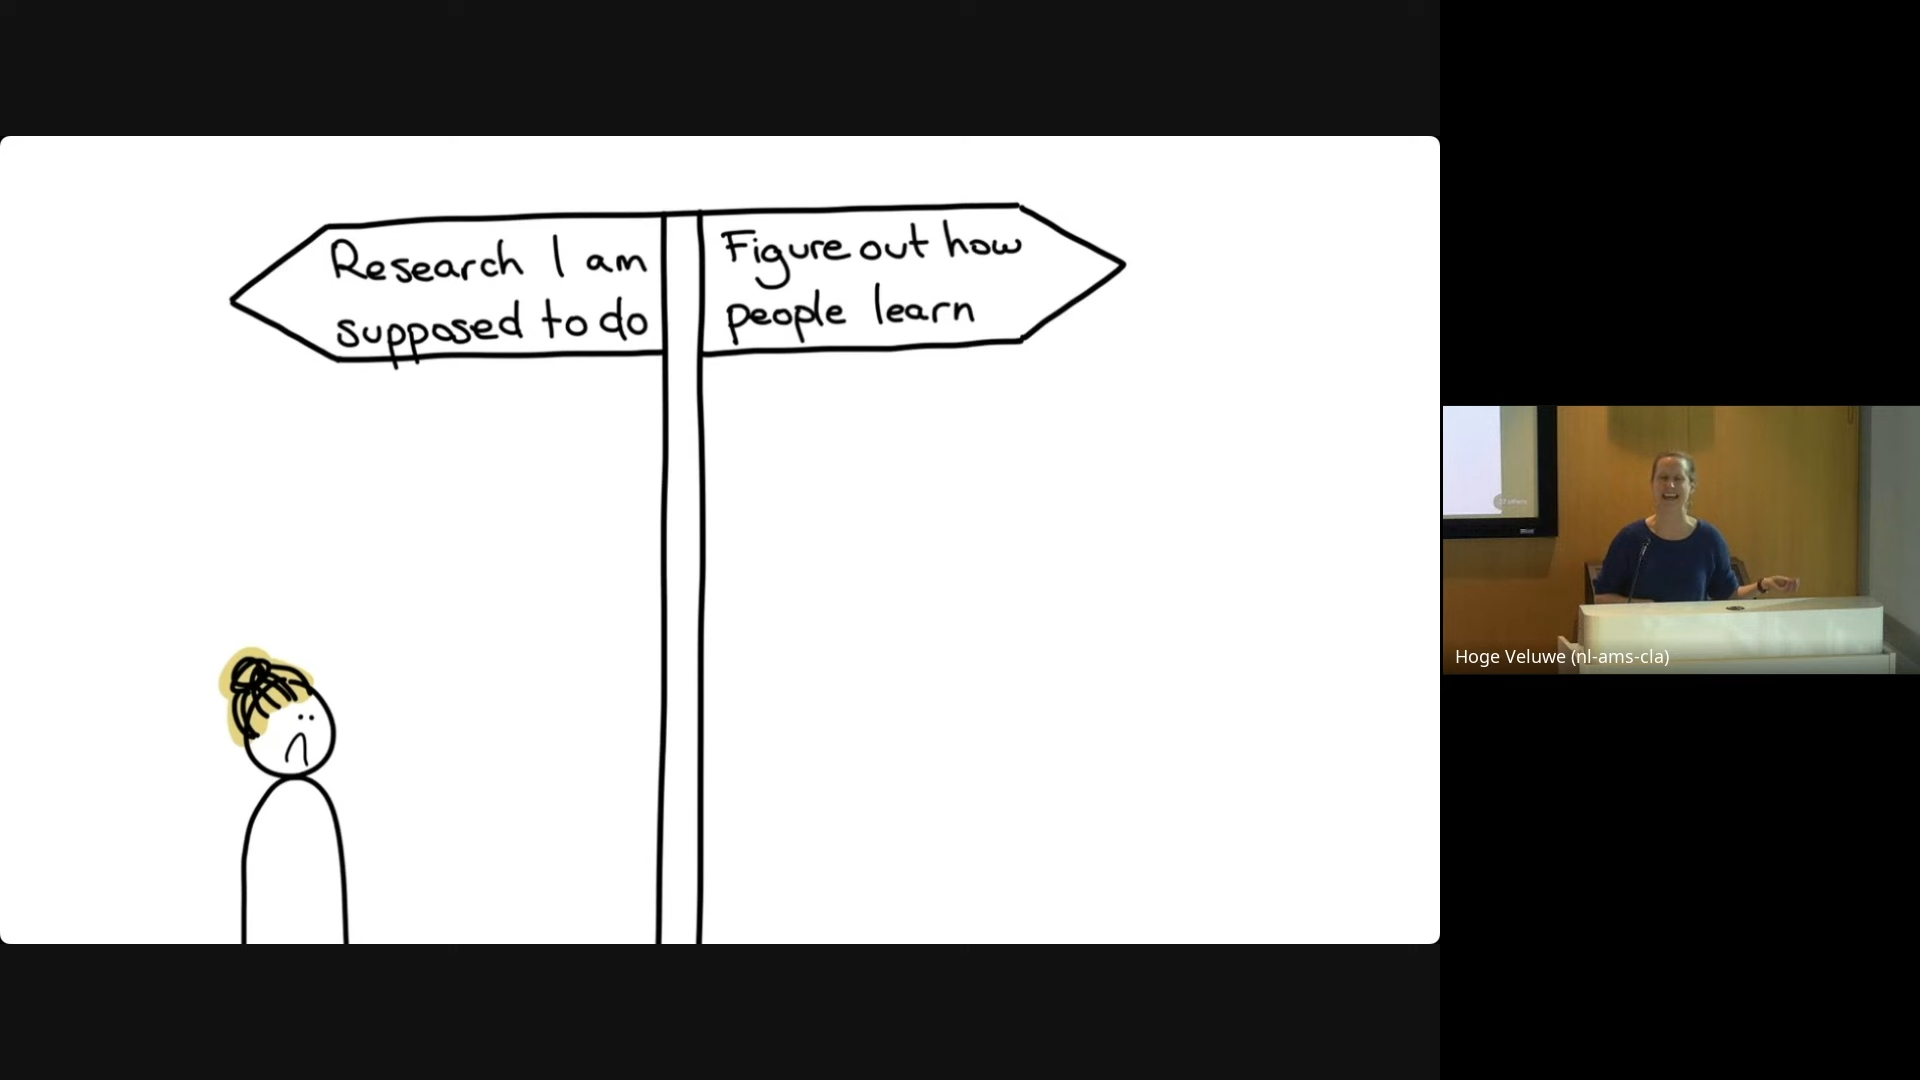 Research I am
supposed to do
Figure out how
people learn
Hoge Veluwe (nl-ams-cla)